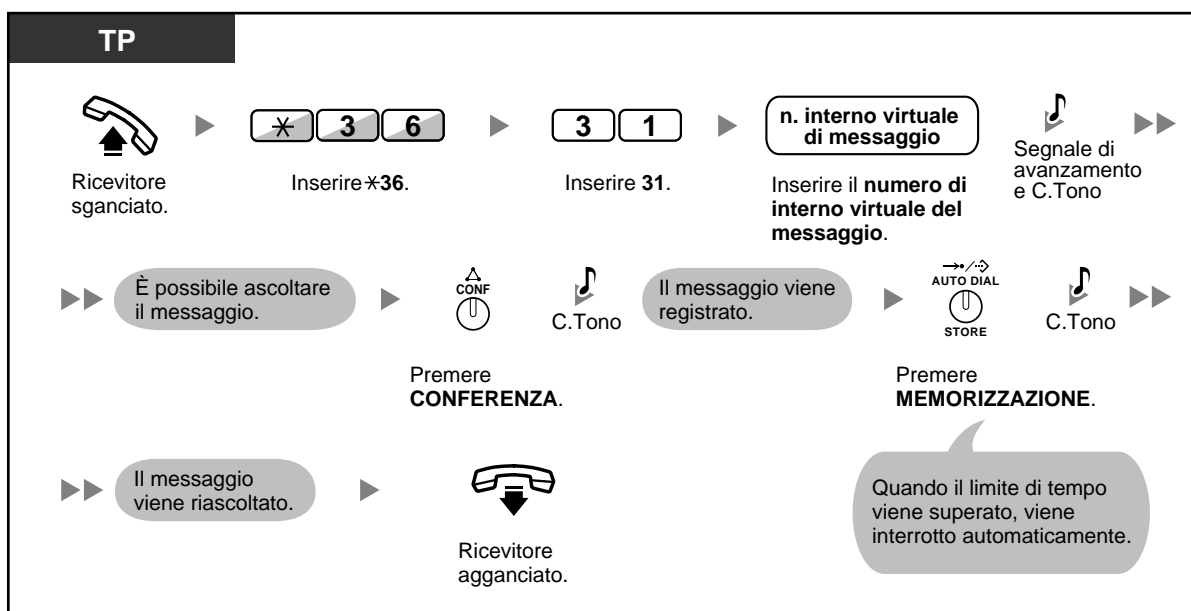 TP
✳ 3 6
3 1
n. interno virtuale
di messaggio
Ricevitore
sganciato.
Inserire✳36.
Inserire 31.
Inserire il numero di
interno virtuale del
messaggio.
Segnale di
avanzamento
e C.Tono
È possibile ascoltare
il messaggio.
CONF
C.Tono
Il messaggio viene
registrato.
AUTO DIAL
STORE
C.Tono
Premere
CONFERENZA.
Premere
MEMORIZZAZIONE.
Il messaggio
viene riascoltato.
Ricevitore
agganciato.
Quando il limite di tempo
viene superato, viene
interrotto automaticamente.